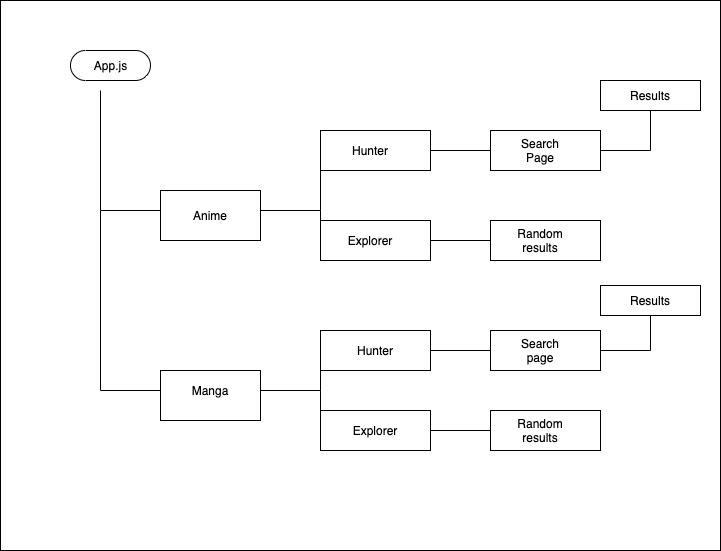 App.js
Results
Hunter
Search
Page
Anime
Explorer
Random
results
Results
Hunter
Search
page
Manga
Explorer
Random
results